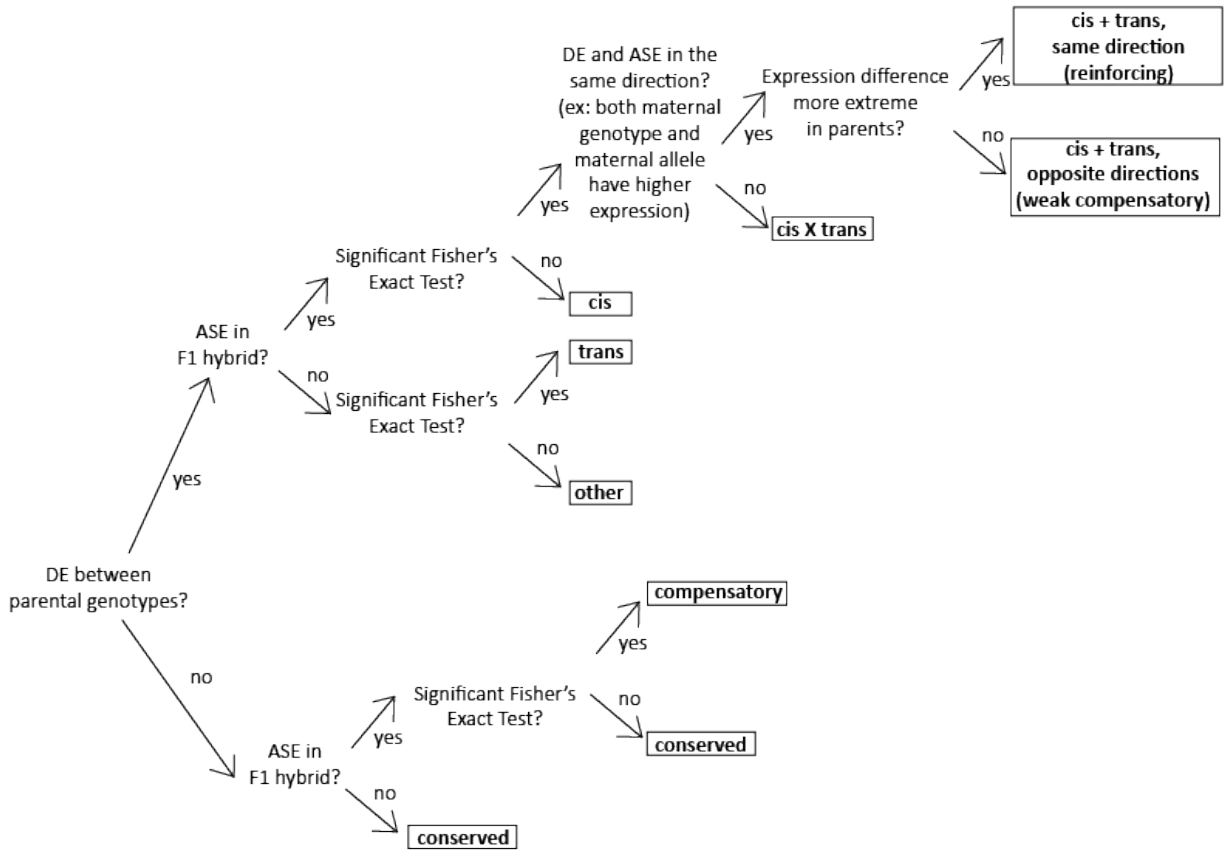 cis + trans,
same direction
(reinforcing)
DE and ASE in the
same direction?
(ex: both maternal
genotype and
maternal allele
have higher
expression)
Expression difference
more extreme
in parents?
yes
yes
no
cis + trans,
opposite directions
(weak compensatory)
yes
no
cis X trans
Significant Fisher's
Exact Test?
no
cis
yes
ASE in
F1 hybrid?
trans
no
yes
Significant Fisher's
Exact Test?
no
other
yes
DE between
parental genotypes?
compensatory
yes
no
Significant Fisher's
Exact Test?
no
conserved
yes
ASE in
F1 hybrid?
no
conserved